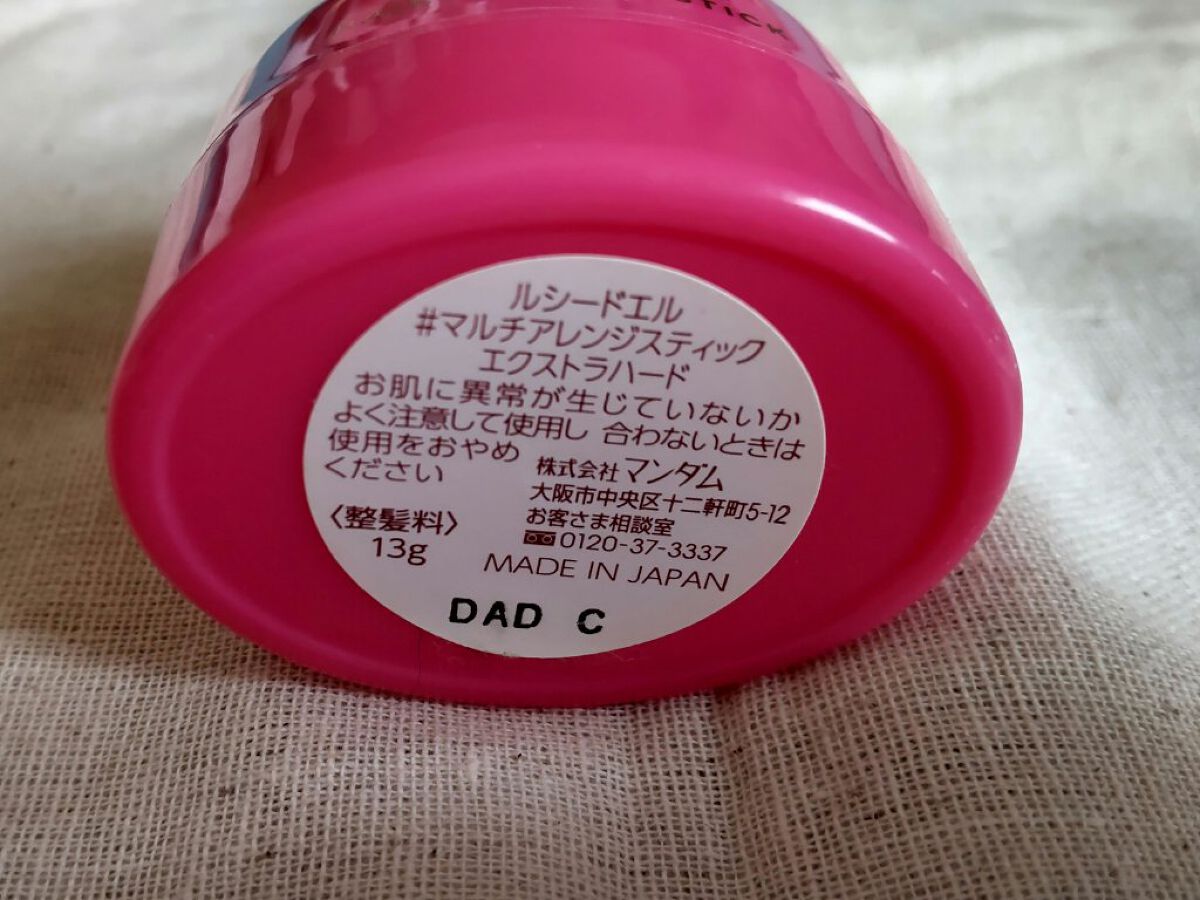 STICK
ルシードエル
#マルチアレンジスティック
エクストラハード
お肌に異常が生じていないか
よく注意して使用し 合わないときは
使用をおやめ
ください
株式会社 マンダム
大阪市中央区十二軒町5-12
お客さま相談室
0120-37-3337
〈整髪料〉
13g
MADE IN JAPAN
DAD C